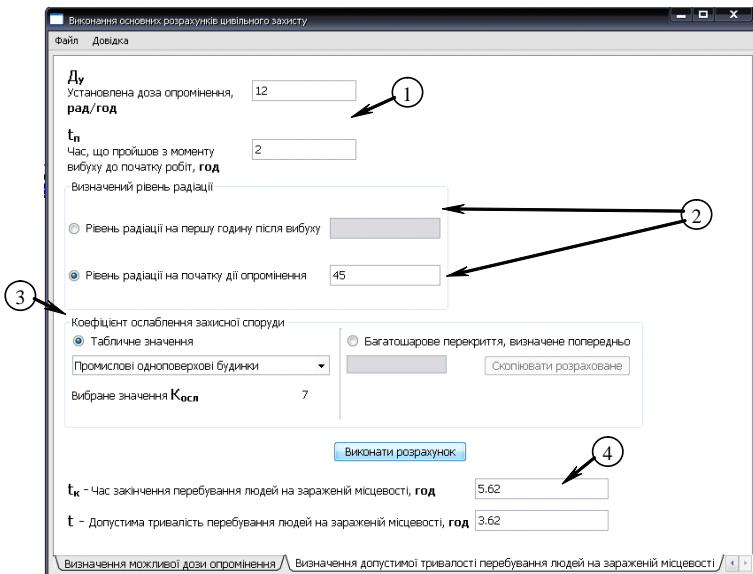 Виконання основних розрахунків цивільного захисту
Файл Довідка
Ду
Установлена доза опромінення,
рад/год
12
1
tп
Час, що пройшов з моменту
вибуху до початку робіт, год
2
Визначений рівень радіації
2
Рівень радіації на першу годину після вибуху
Рівень радіації на початку дії опромінення
45
3
Коефіцієнт ослаблення захисної споруди
Табличне значення
Промислові одноповерхові будинки
Вибране значення Косл 7
Багатошарове перекриття, визначене попередньо
Скопіювати розраховане
Виконати розрахунок
4
tк – Час закінчення перебування людей на зараженій місцевості, год 5.62
t – Допустима тривалість перебування людей на зараженій місцевості, год 3.62
Визначення можливої дози опромінення Визначення допустимої тривалості перебування людей на зараженій місцевості